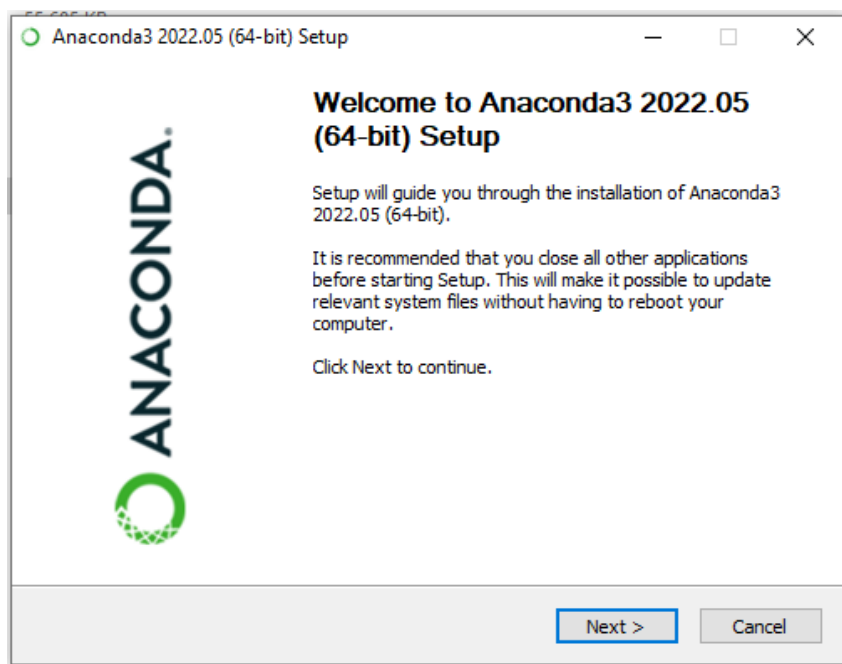 Anaconda3 2022.05 (64-bit) Setup
Welcome to Anaconda3 2022.05
(64-bit) Setup
ANACONDA.
Setup will guide you through the installation of Anaconda3
2022.05 (64-bit).
It is recommended that you close all other applications
before starting Setup. This will make it possible to update
relevant system files without having to reboot your
computer.
Click Next to continue.
Next >
Cancel